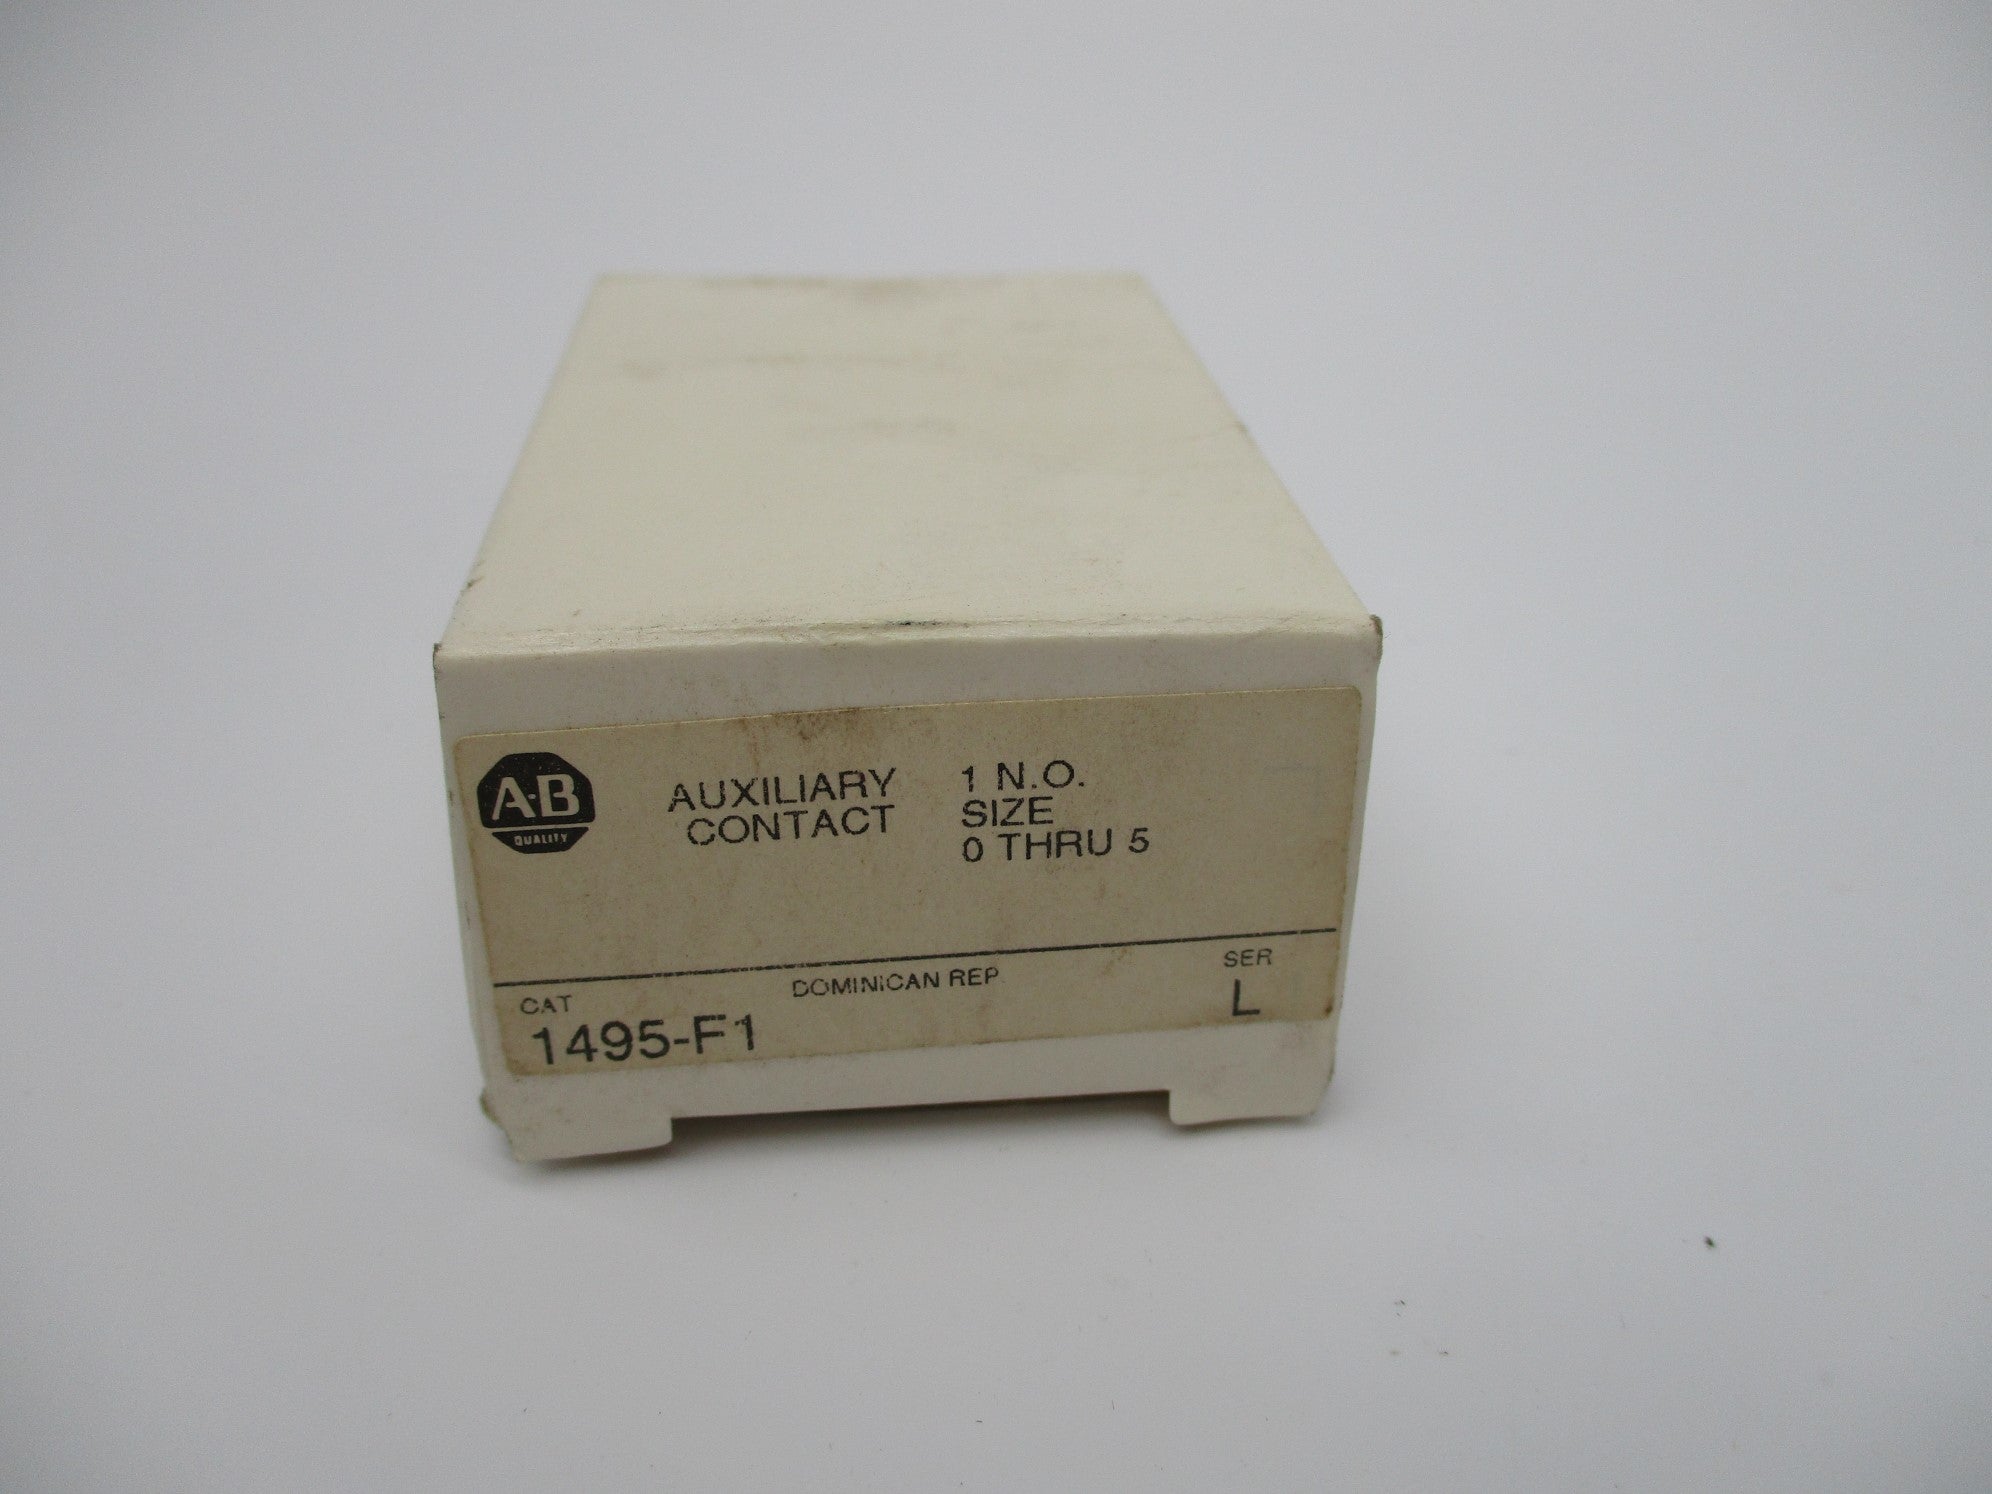 A-B
QUALITY
AUXILIARY
CONTACT
1 N.O.
SIZE
0 THRU 5
CAT
1495-F1
DOMINICAN REP
SER
L